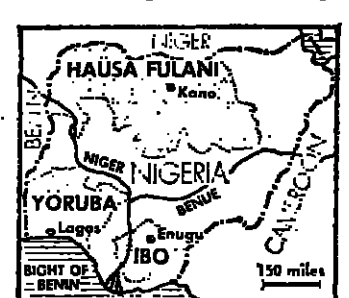 NIGER
HAUSA FULANI
Kano
BENIN
NIGER
NIGERIA
BENUE
CAMEROON
YORUBA
Lagos
Enugu
IBO
BIGHT OF
BENIN
150 miles